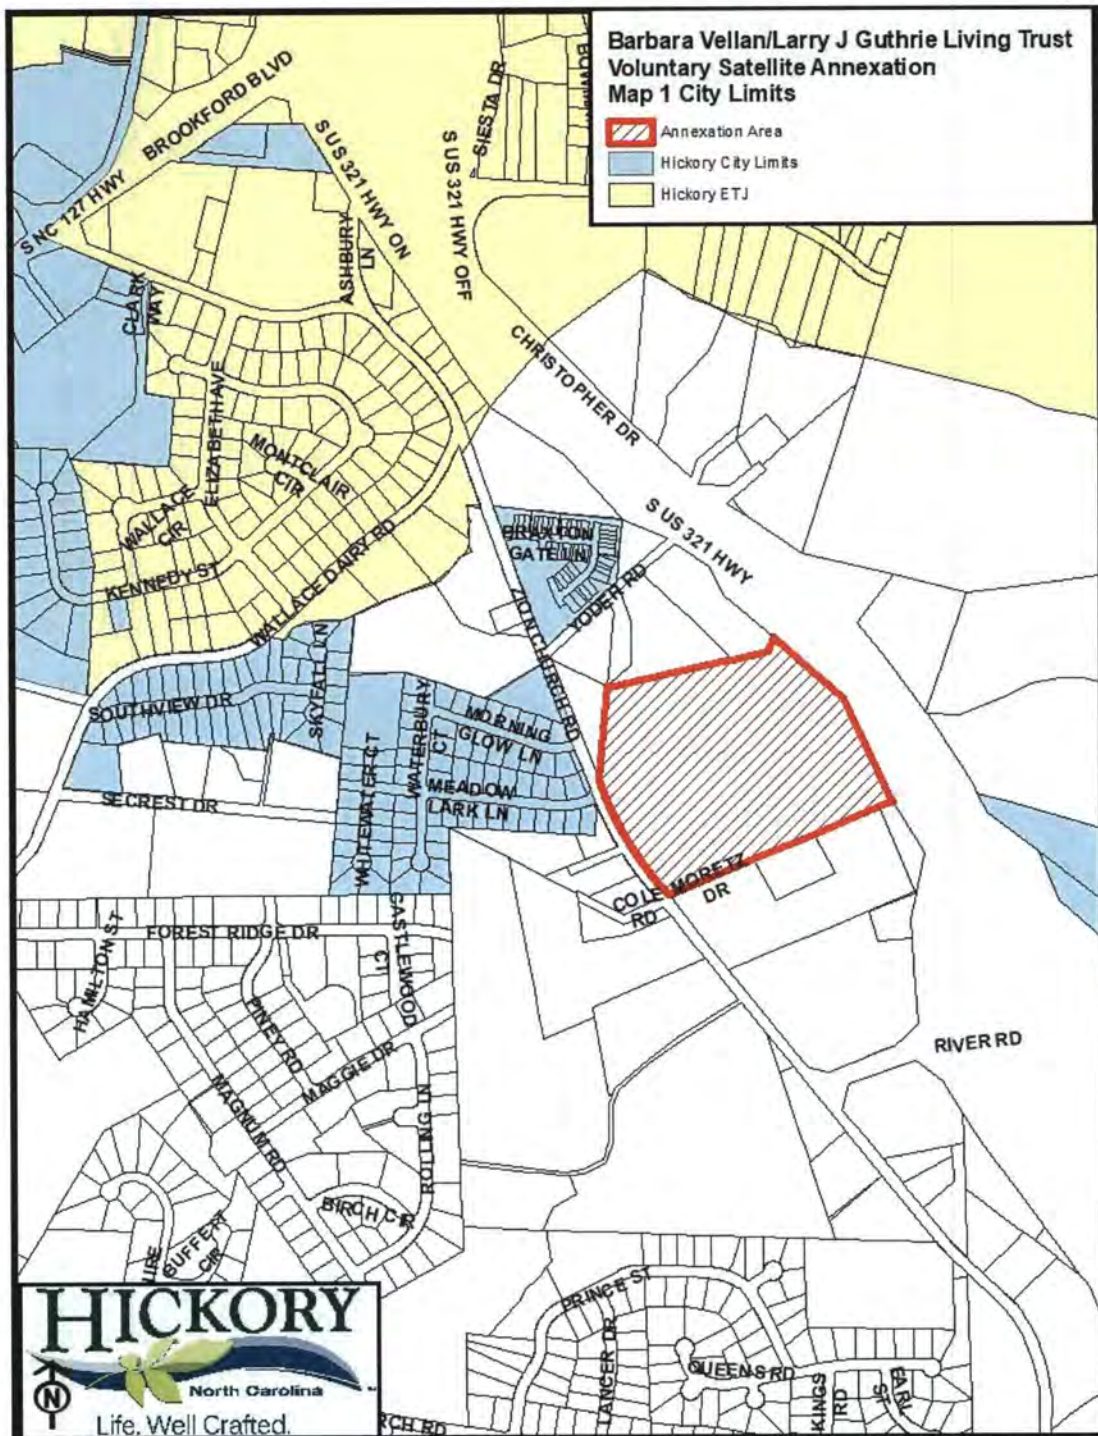 Barbara Vellan/Larry J Guthrie Living Trust
Voluntary Satellite Annexation
Map 1 City Limits
Annexation Area
Hickory City Limits
Hickory ETJ
BROOKFORD BLVD
S NC 127 HWY
S US 321 HWY ON
S US 321 HWY OFF
SIESTA DR
ASHBURY
LN
CLARK
WAY
CHRISTOPHER DR
ELIZABETH AVE
MONTCLAIR
CIR
WALLACE
CIR
KENNEDY ST
WALLACE DAIRY RD
S US 321 HWY
BRAXTON
GATE LN
YODER RD
ZION CHURCH RD
SOUTHVIEW DR
SKYFALL LN
WATERBURY
CT
MORNING
GLOW LN
WHITEWATER CT
MEADOW
LARK LN
SECREST DR
COLE
RD
MORETZ
DR
CASTLEWOOD
CT
FOREST RIDGE DR
HAMILTON ST
PINEY RD
MAGGIE DR
MAGNUM RD
ROLLING LN
RIVER RD
BIRCH CIR
BUFFETT
CIR
PRINCE ST
LANCER DR
QUEENS RD
KINGS
RD
EARL
ST
HICKORY
North Carolina
Life. Well Crafted.
N
RCH RD